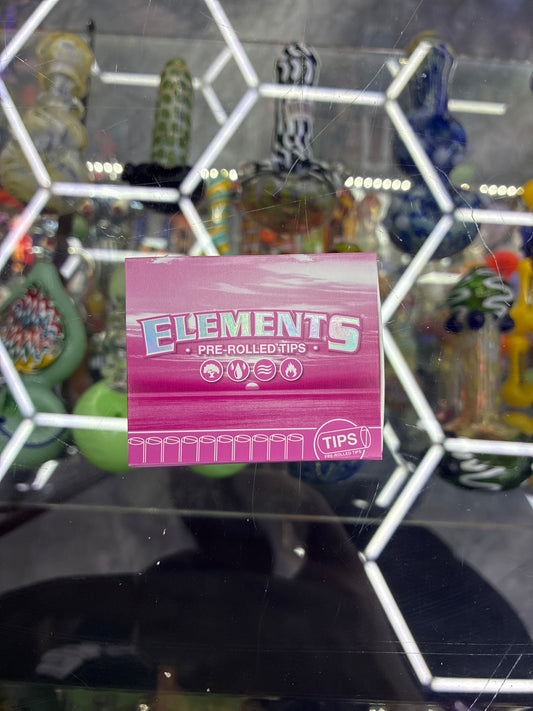 ELEMENTS
• PRE-ROLLED TIPS •
TIPS
PRE-ROLLED TIPS